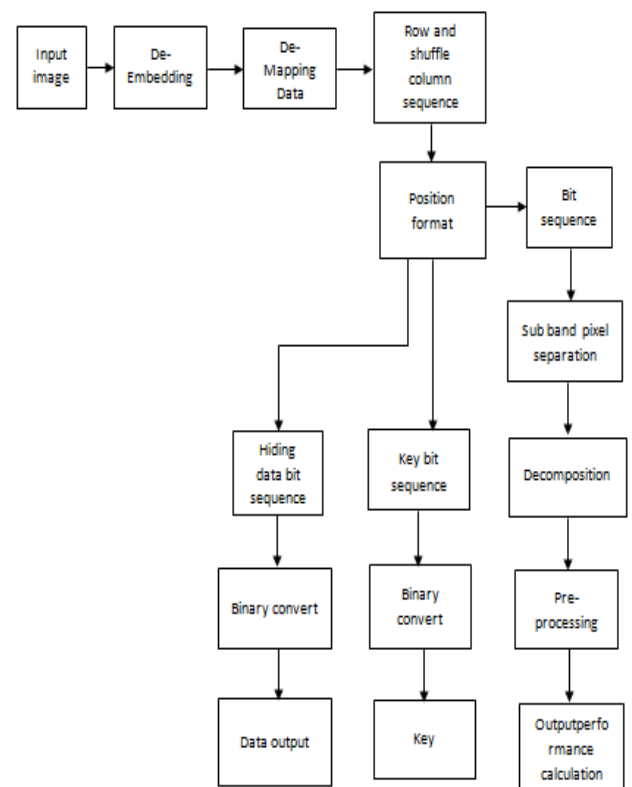 Input
image
De-
Embedding
De-
Mapping
Data
Row and
shuffle
column
sequence
Position
format
Bit
sequence
Sub band pixel
separation
Hiding
data bit
sequence
Key bit
sequence
Decomposition
Binary convert
Binary
convert
Pre-
processing
Data output
Key
Outputperfo
rmance
calculation